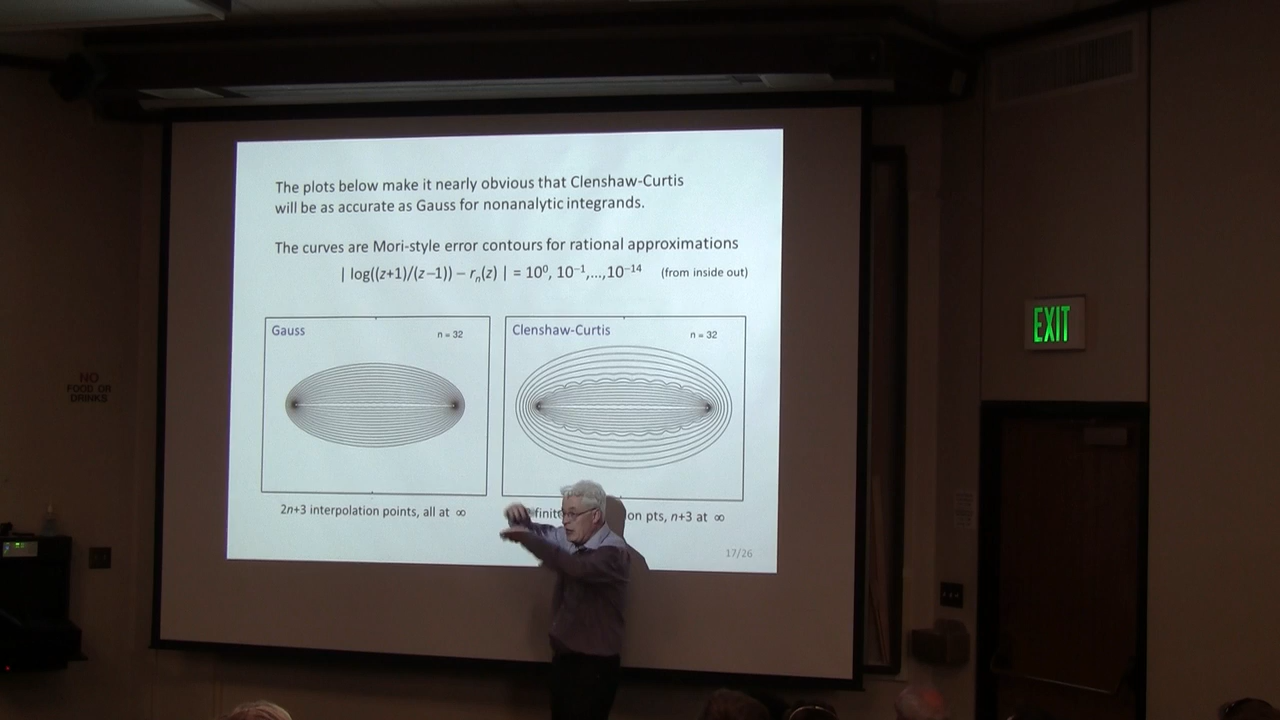 The plots below make it nearly obvious that Clenshaw-Curtis
will be as accurate as Gauss for nonanalytic integrands.
The curves are Mori-style error contours for rational approximations
| log((z+1)/(z−1)) − rₙ(z) | = 10⁰, 10⁻¹,...,10⁻¹⁴ (from inside out)
Gauss n = 32
Clenshaw-Curtis n = 32
2n+3 interpolation points, all at ∞
finit on pts, n+3 at ∞
17/26
EXIT
NO
FOOD OR
DRINKS